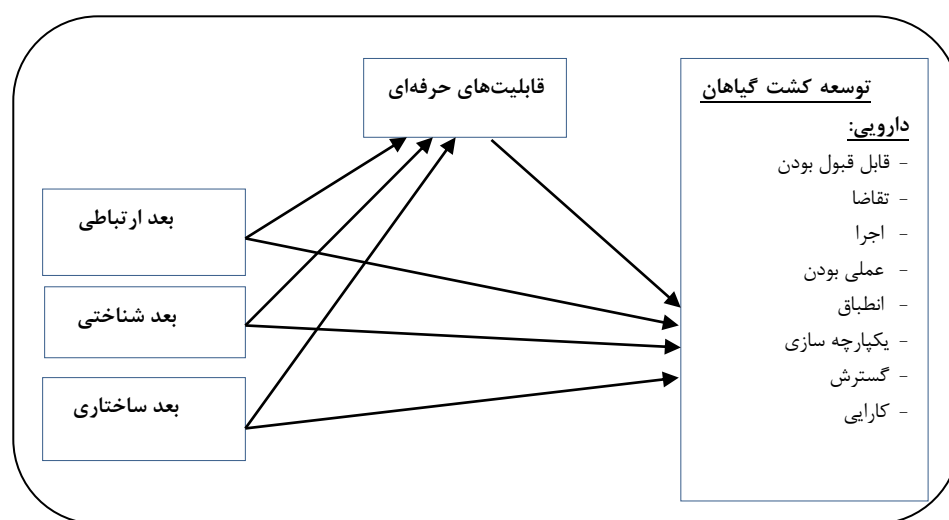 قابلیت‌های حرفه‌ای
توسعه کشت گیاهان
دارویی:
- قابل قبول بودن
- تقاضا
- اجرا
- عملی بودن
- انطباق
- یکپارچه سازی
- گسترش
- کارایی
بعد ارتباطی
بعد شناختی
بعد ساختاری